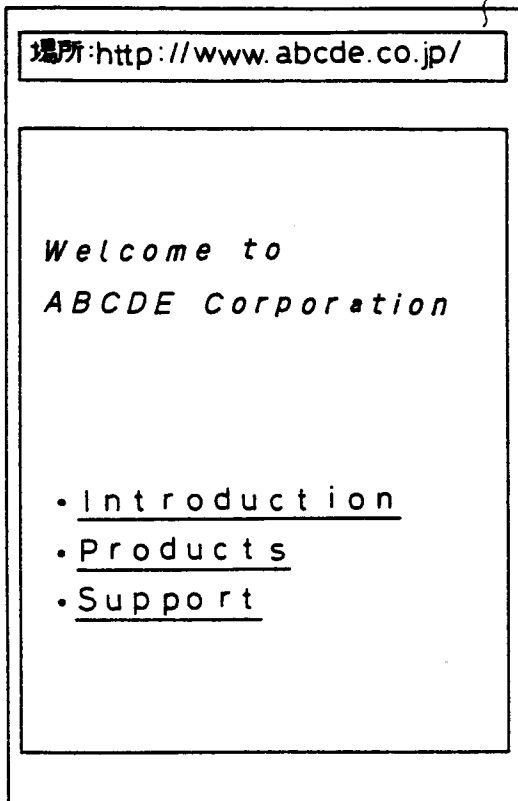 場所:http://www.abcde.co.jp/
Welcome to
ABCDE Corporation
・Introduction
・Products
・Support